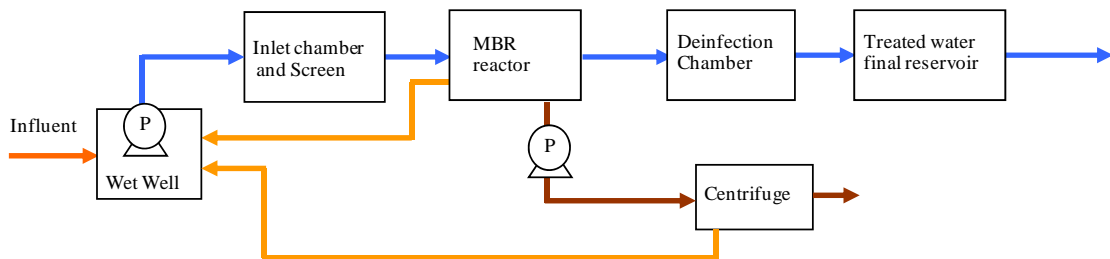 Inlet chamber
and Screen
MBR
reactor
Deinfection
Chamber
Treated water
final reservoir
Influent
P
Wet Well
P
Centrifuge